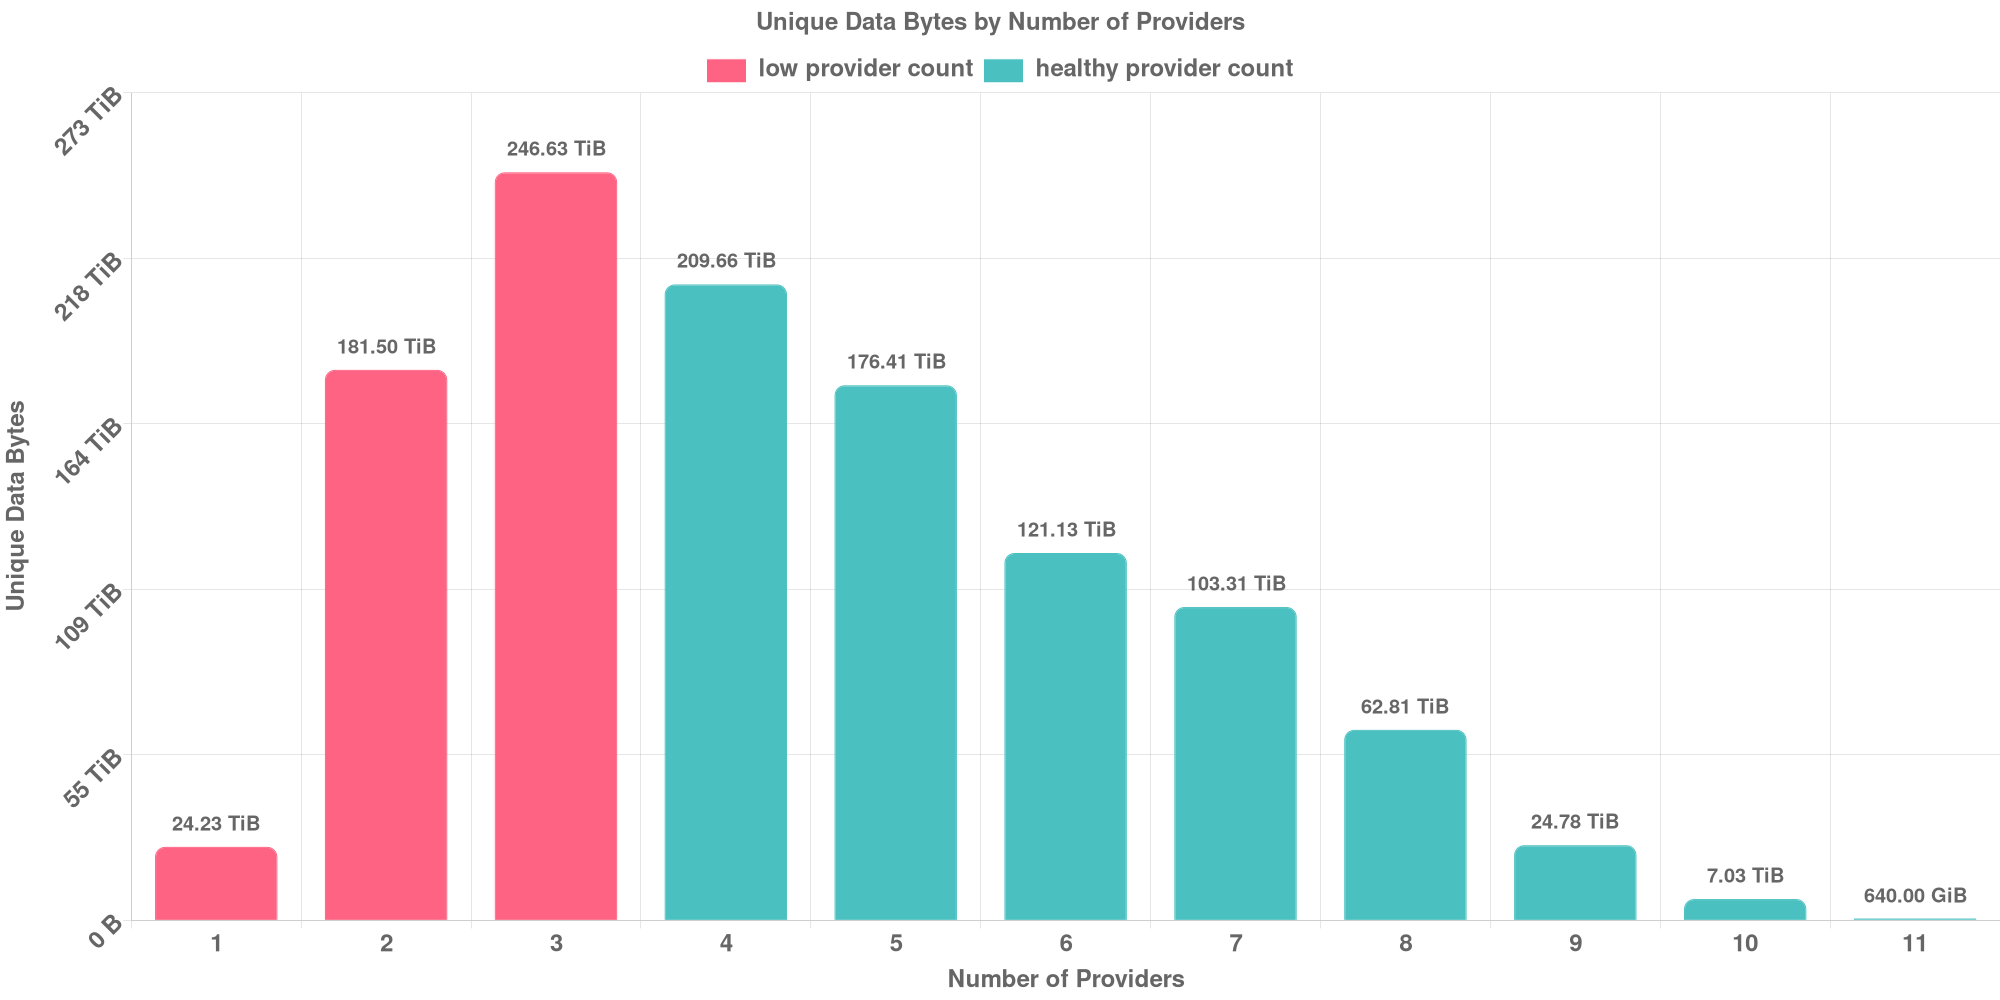 Unique Data Bytes by Number of Providers
low provider count
healthy provider count
273 TiB
218 TiB
164 TiB
109 TiB
55 TiB
0 B
Unique Data Bytes
24.23 TiB
181.50 TiB
246.63 TiB
209.66 TiB
176.41 TiB
121.13 TiB
103.31 TiB
62.81 TiB
24.78 TiB
7.03 TiB
640.00 GiB
1 2 3 4 5 6 7 8 9 10 11
Number of Providers